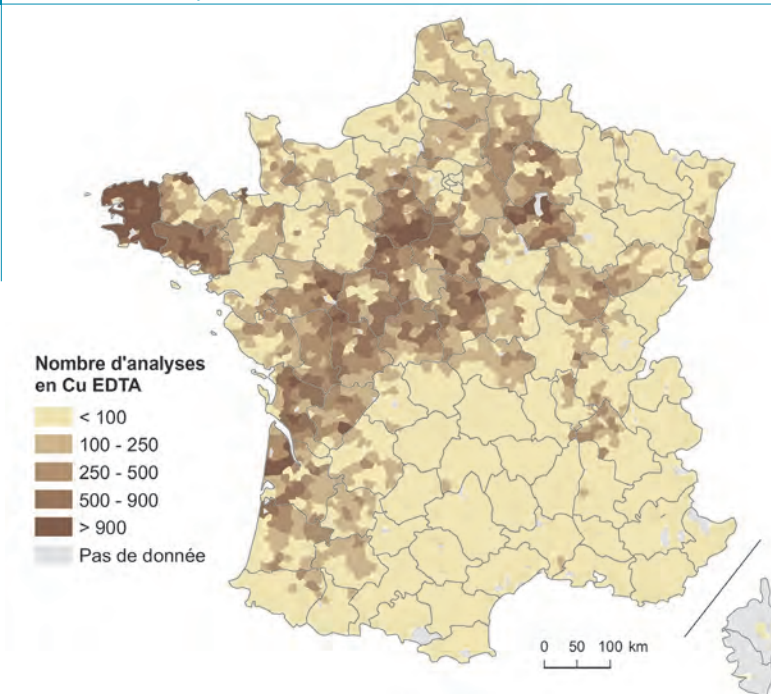 Nombre d'analyses
en Cu EDTA
< 100
100 - 250
250 - 500
500 - 900
> 900
Pas de donnée
0 50 100 km